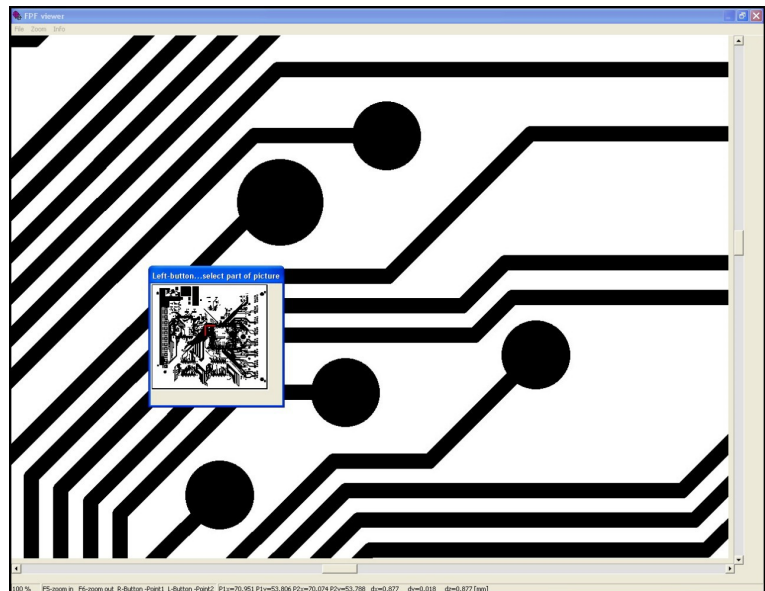 FPF viewer
File Zoom Info
Left-button...select part of picture
100 % F5-zoom in F6-zoom out R-Button -Point1 L-Button -Point2 P1x=70.951 P1y=53.806 P2x=70.074 P2y=53.788 dx=0.877 dy=0.018 dz=0.877 [mm]